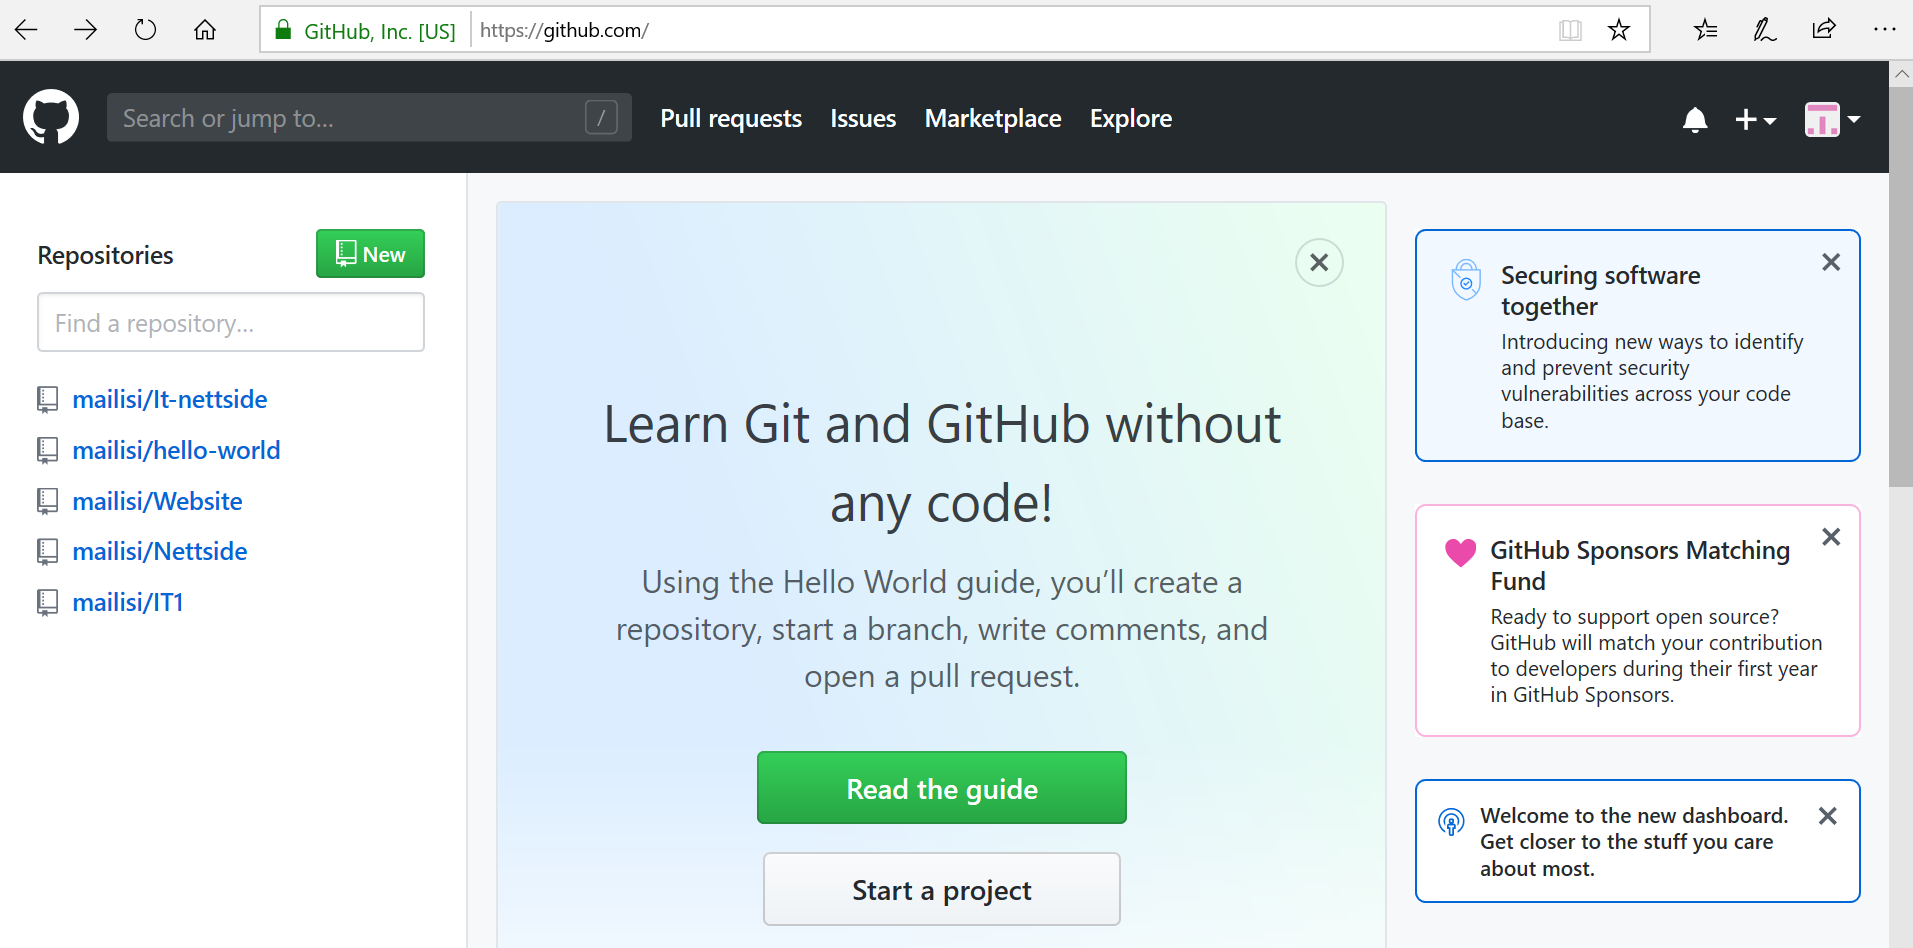 GitHub, Inc. [US] https://github.com/
Search or jump to... /
Pull requests Issues Marketplace Explore
Repositories
New
Find a repository...
mailisi/It-nettside
mailisi/hello-world
mailisi/Website
mailisi/Nettside
mailisi/IT1
Learn Git and GitHub without
any code!
Using the Hello World guide, you’ll create a
repository, start a branch, write comments, and
open a pull request.
Read the guide
Start a project
Securing software
together
Introducing new ways to identify
and prevent security
vulnerabilities across your code
base.
GitHub Sponsors Matching
Fund
Ready to support open source?
GitHub will match your contribution
to developers during their first year
in GitHub Sponsors.
Welcome to the new dashboard.
Get closer to the stuff you care
about most.